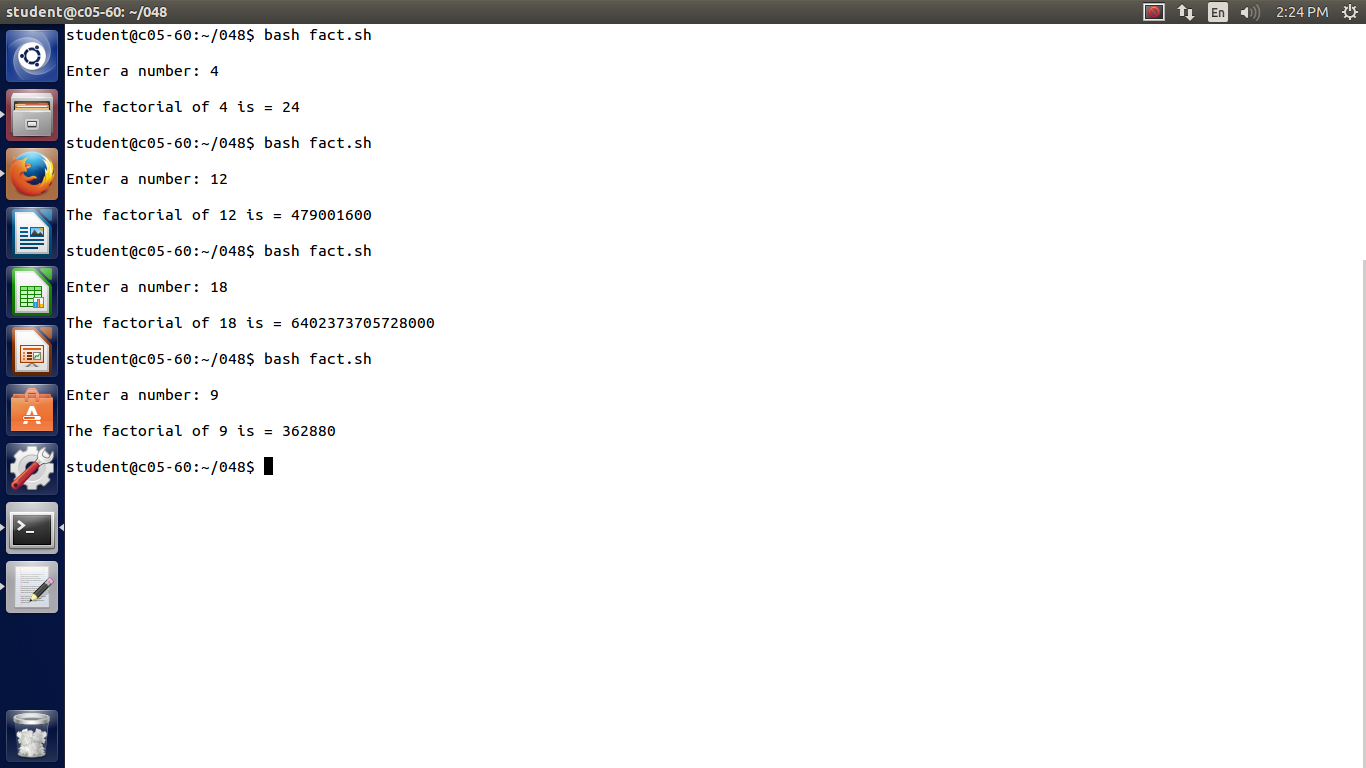 student@c05-60: ~/048
En
2:24 PM
student@c05-60:~/048$ bash fact.sh
Enter a number: 4
The factorial of 4 is = 24
student@c05-60:~/048$ bash fact.sh
Enter a number: 12
The factorial of 12 is = 479001600
student@c05-60:~/048$ bash fact.sh
Enter a number: 18
The factorial of 18 is = 6402373705728000
student@c05-60:~/048$ bash fact.sh
Enter a number: 9
The factorial of 9 is = 362880
student@c05-60:~/048$